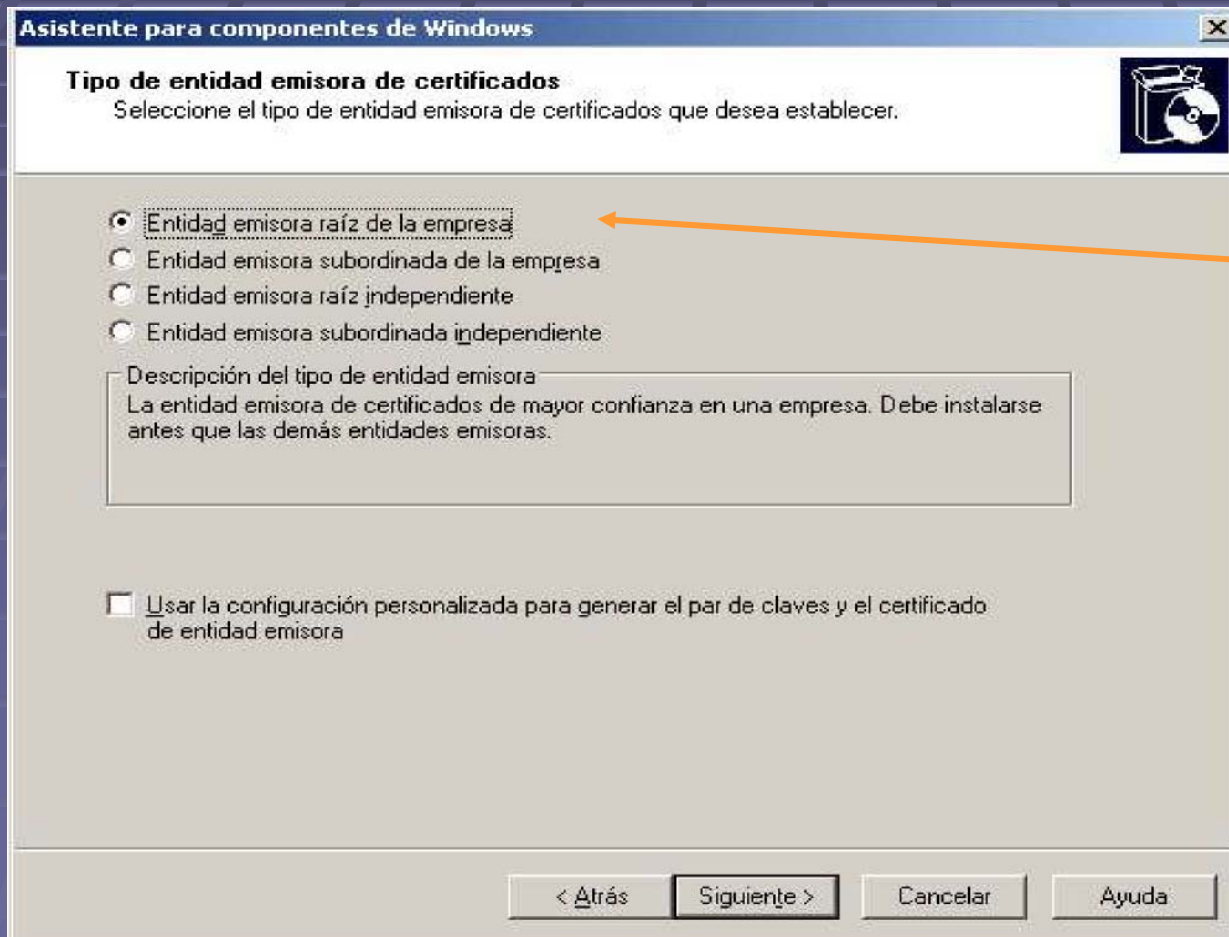 Asistente para componentes de Windows
Tipo de entidad emisora de certificados
Seleccione el tipo de entidad emisora de certificados que desea establecer.
Entidad emisora raíz de la empresa
Entidad emisora subordinada de la empresa
Entidad emisora raíz independiente
Entidad emisora subordinada independiente
Descripción del tipo de entidad emisora
La entidad emisora de certificados de mayor confianza en una empresa. Debe instalarse
antes que las demás entidades emisoras.
Usar la configuración personalizada para generar el par de claves y el certificado
de entidad emisora
< Atrás
Siguiente >
Cancelar
Ayuda